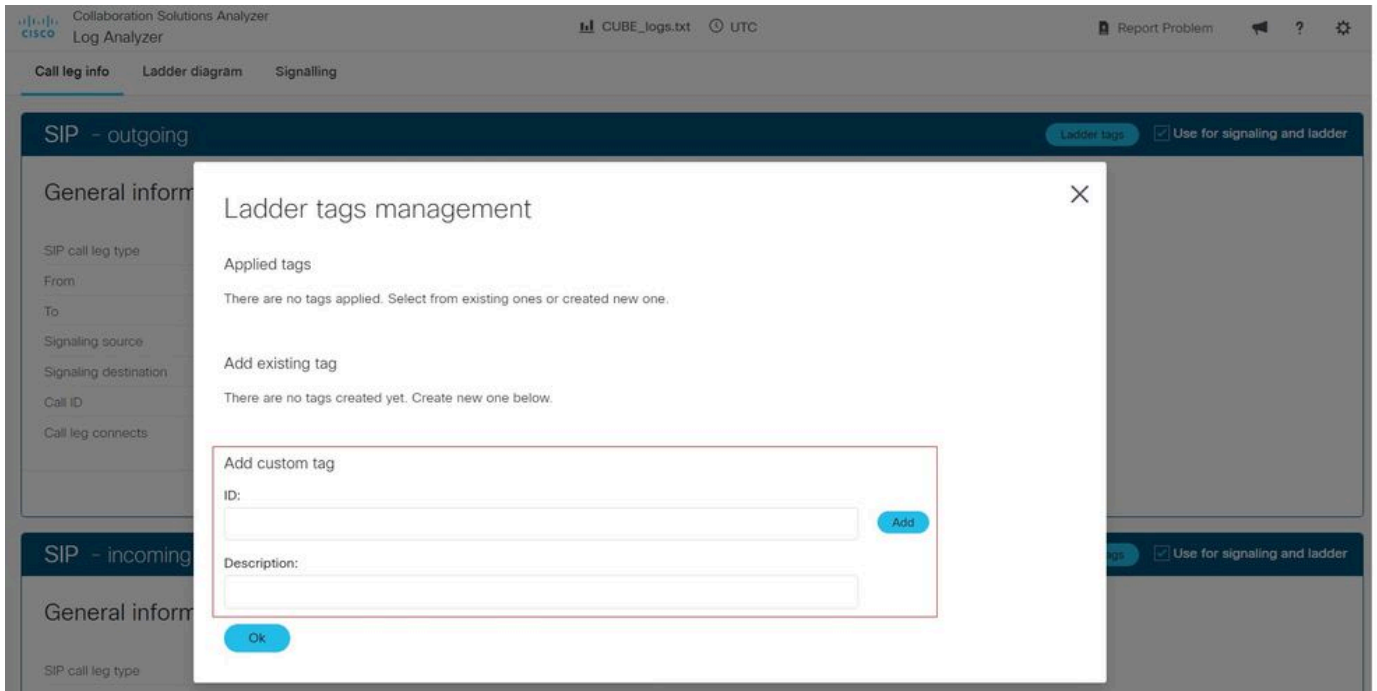 Collaboration Solutions Analyzer
CISCO Log Analyzer
CUBE_logs.txt UTC
Report Problem ?
Call leg info Ladder diagram Signalling
SIP - outgoing
Ladder tags Use for signaling and ladder
General inform
Ladder tags management
SIP call leg type
Applied tags
From
There are no tags applied. Select from existing ones or created new one.
To
Signaling source
Add existing tag
Signaling destination
There are no tags created yet. Create new one below.
Call ID
Call leg connects
Add custom tag
ID:
Add
SIP - incoming
ags Use for signaling and ladder
Description:
General inform
Ok
SIP call leg type